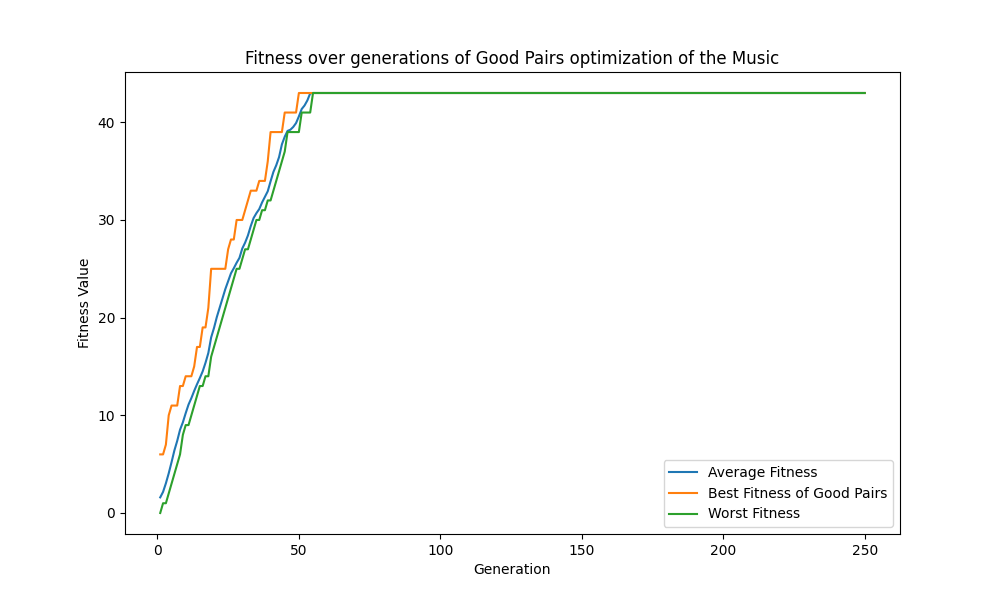 Fitness over generations of Good Pairs optimization of the Music
Fitness Value
40
30
20
10
0
0 50 100 150 200 250
Generation
Average Fitness
Best Fitness of Good Pairs
Worst Fitness